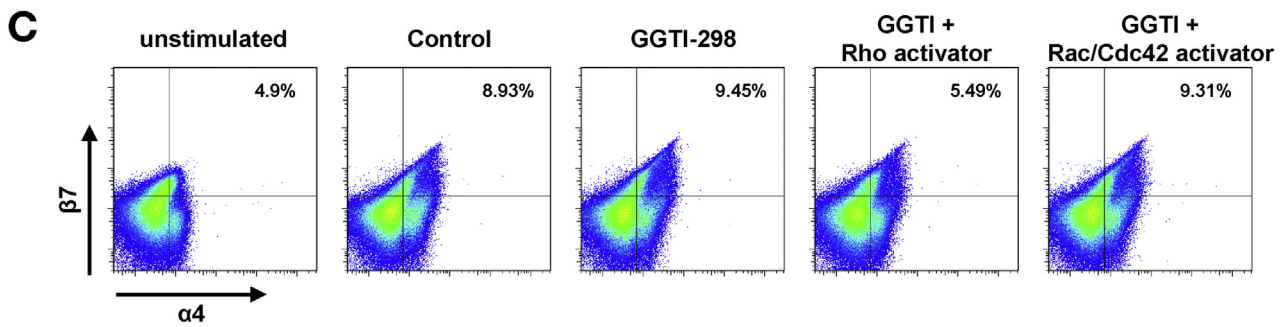 C
unstimulated
Control
GGTI-298
GGTI +
Rho activator
GGTI +
Rac/Cdc42 activator
4.9%
8.93%
9.45%
5.49%
9.31%
β7
α4